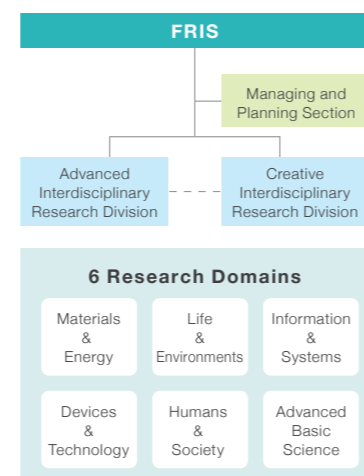 FRIS
Managing and
Planning Section
Advanced
Interdisciplinary
Research Division
Creative
Interdisciplinary
Research Division
6 Research Domains
Materials
&
Energy
Life
&
Environments
Information
&
Systems
Devices
&
Technology
Humans
&
Society
Advanced
Basic
Science